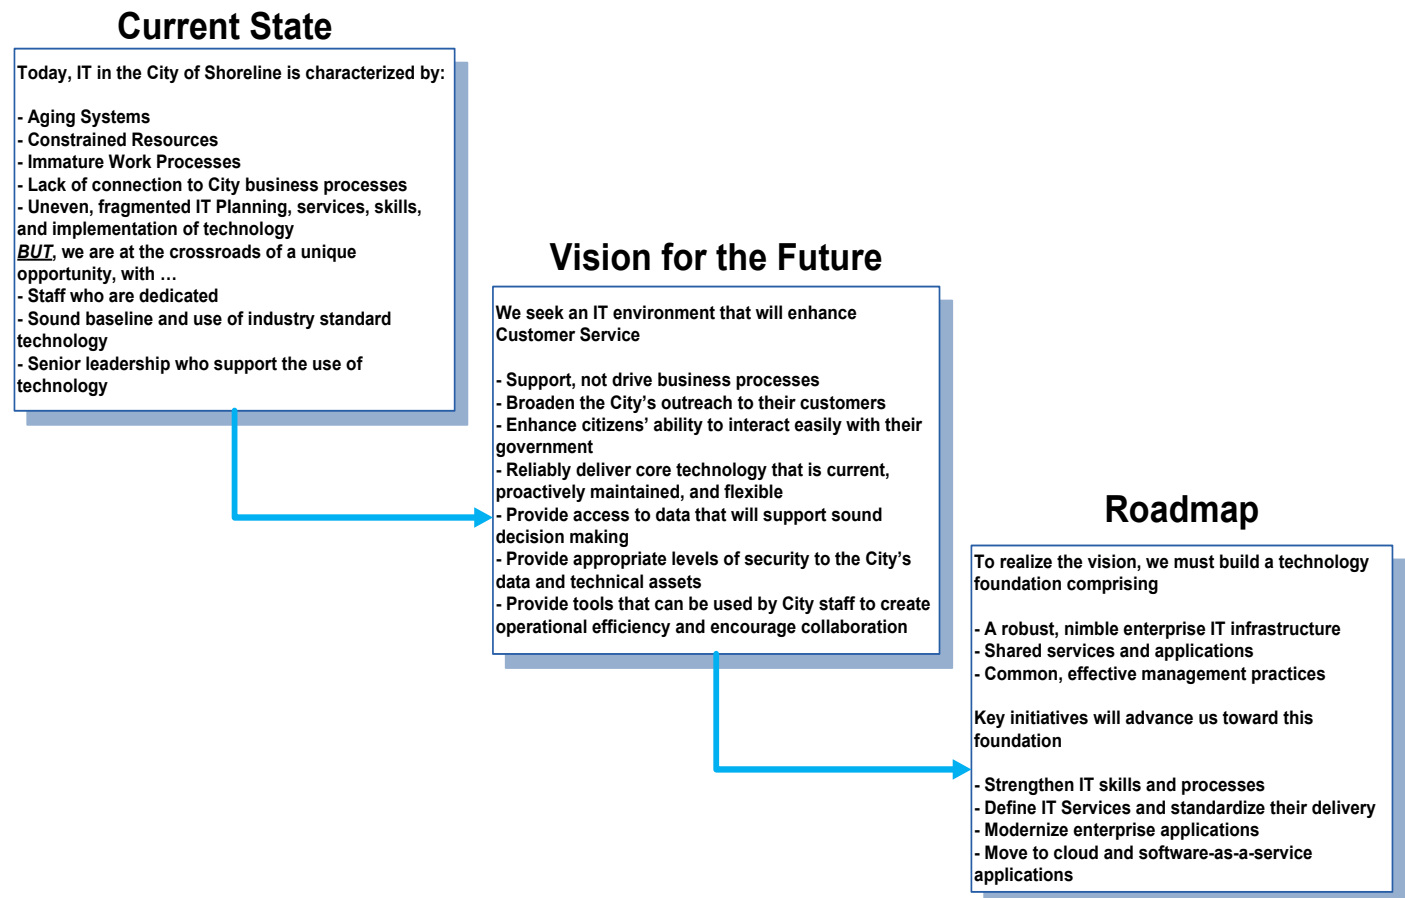 Current State
Today, IT in the City of Shoreline is characterized by:
- Aging Systems
- Constrained Resources
- Immature Work Processes
- Lack of connection to City business processes
- Uneven, fragmented IT Planning, services, skills,
and implementation of technology
BUT, we are at the crossroads of a unique
opportunity, with …
- Staff who are dedicated
- Sound baseline and use of industry standard
technology
- Senior leadership who support the use of
technology
Vision for the Future
We seek an IT environment that will enhance
Customer Service
- Support, not drive business processes
- Broaden the City’s outreach to their customers
- Enhance citizens’ ability to interact easily with their
government
- Reliably deliver core technology that is current,
proactively maintained, and flexible
- Provide access to data that will support sound
decision making
- Provide appropriate levels of security to the City’s
data and technical assets
- Provide tools that can be used by City staff to create
operational efficiency and encourage collaboration
Roadmap
To realize the vision, we must build a technology
foundation comprising
- A robust, nimble enterprise IT infrastructure
- Shared services and applications
- Common, effective management practices
Key initiatives will advance us toward this
foundation
- Strengthen IT skills and processes
- Define IT Services and standardize their delivery
- Modernize enterprise applications
- Move to cloud and software-as-a-service
applications